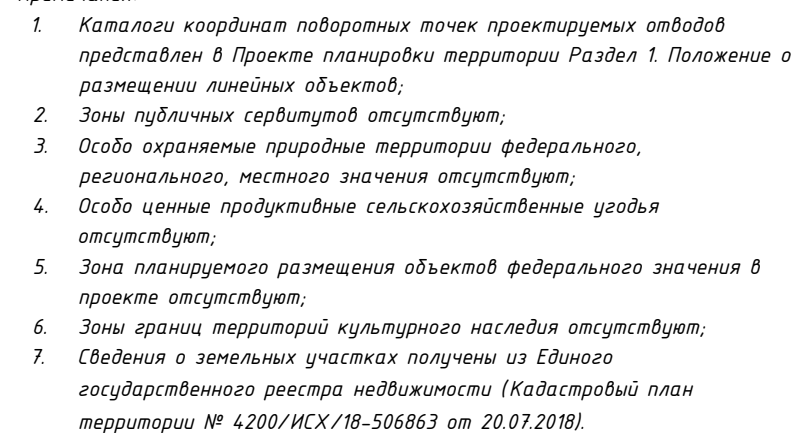 1. Каталоги координат поворотных точек проектируемых отводов
представлен в Проекте планировки территории Раздел 1. Положение о
размещении линейных объектов;
2. Зоны публичных сервитутов отсутствуют;
3. Особо охраняемые природные территории федерального,
регионального, местного значения отсутствуют;
4. Особо ценные продуктивные сельскохозяйственные угодья
отсутствуют;
5. Зона планируемого размещения объектов федерального значения в
проекте отсутствуют;
6. Зоны границ территорий культурного наследия отсутствуют;
7. Сведения о земельных участках получены из Единого
государственного реестра недвижимости (Кадастровый план
территории № 4200/ИСХ/18-506863 от 20.07.2018).